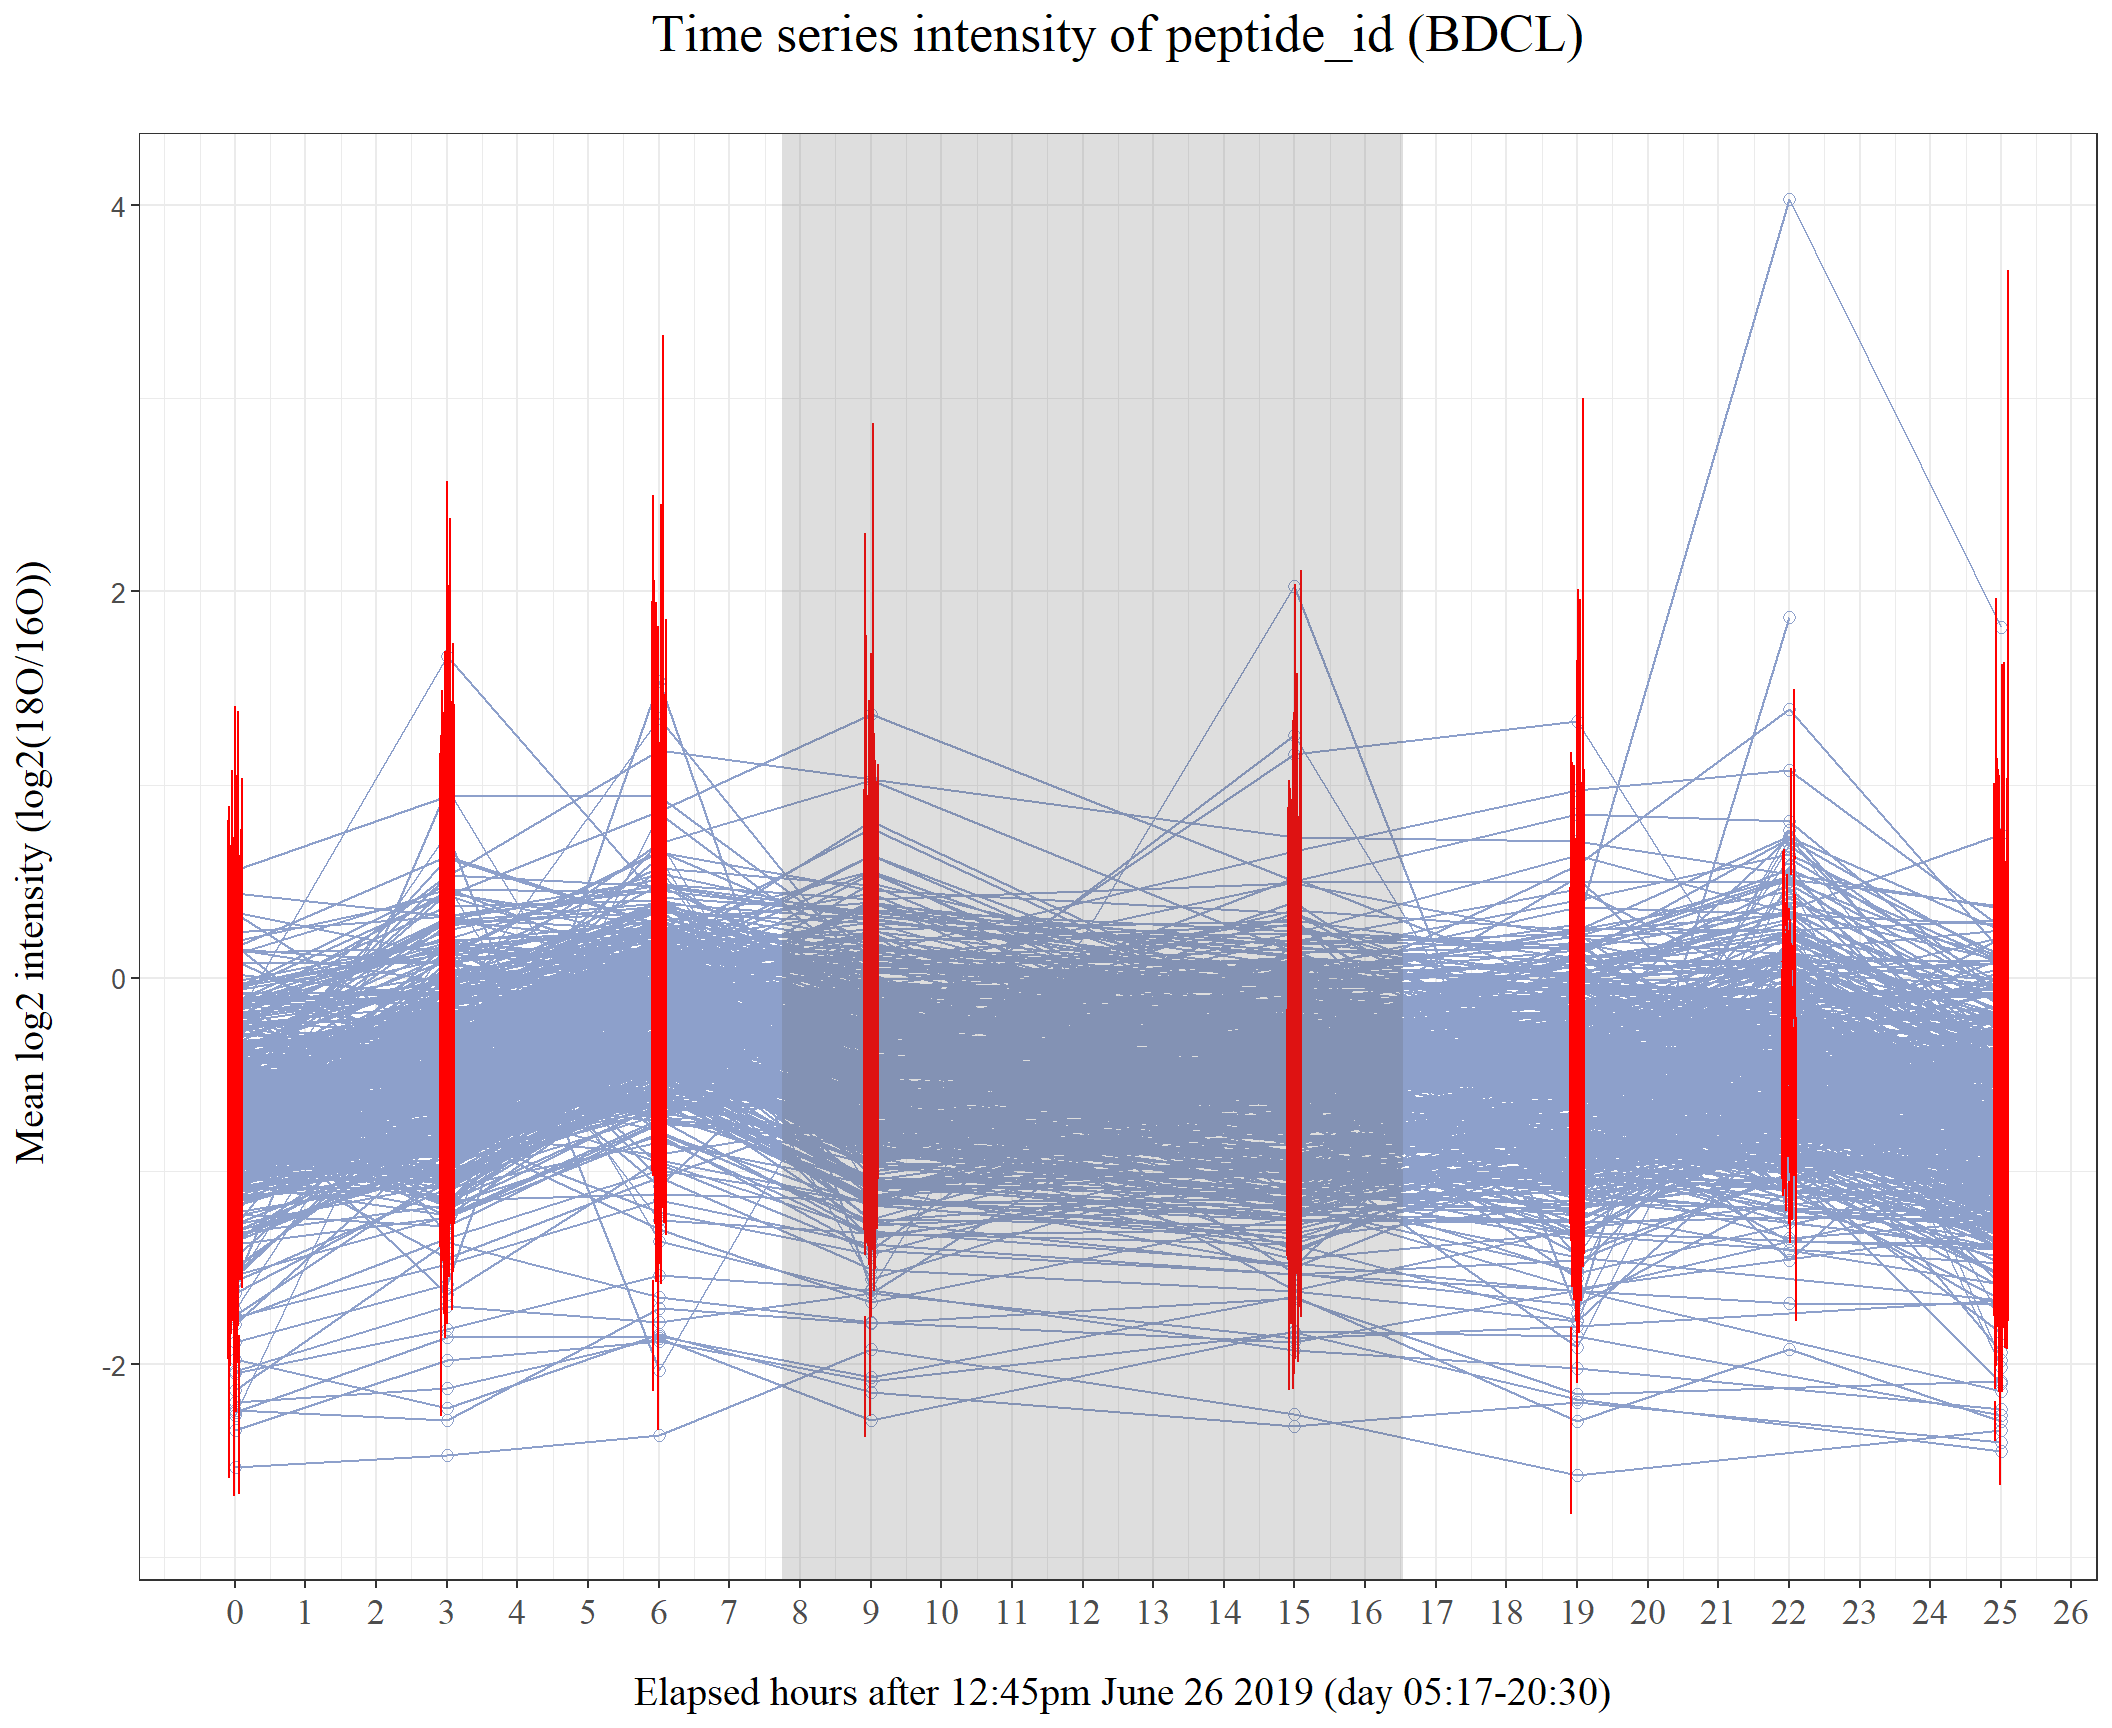 Time series intensity of peptide_id (BDCL)
Mean log2 intensity (log2(18O/16O))
4
2
0
-2
0 1 2 3 4 5 6 7 8 9 10 11 12 13 14 15 16 17 18 19 20 21 22 23 24 25 26
Elapsed hours after 12:45pm June 26 2019 (day 05:17-20:30)